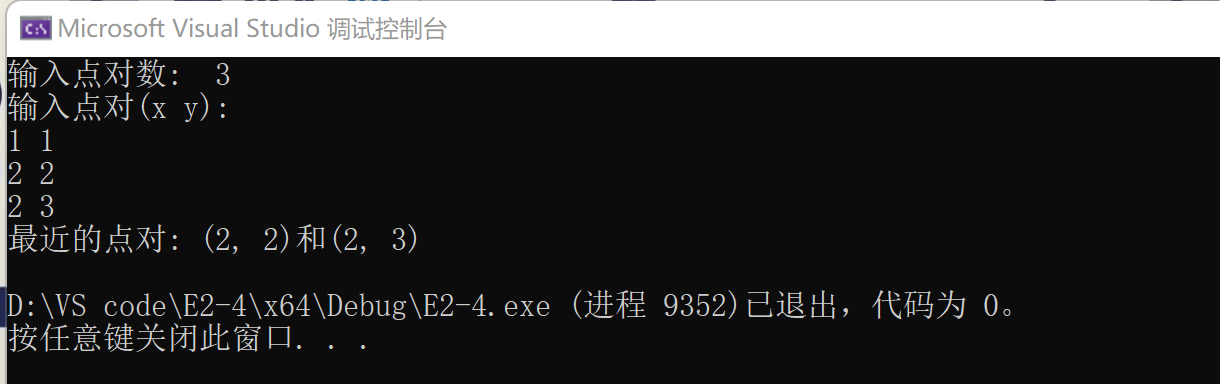 Microsoft Visual Studio 调试控制台
输入点对数:  3
输入点对(x y):
1 1
2 2
2 3
最近的点对: (2, 2)和(2, 3)
D:\VS code\E2-4\x64\Debug\E2-4.exe (进程 9352)已退出，代码为 0。
按任意键关闭此窗口. . .